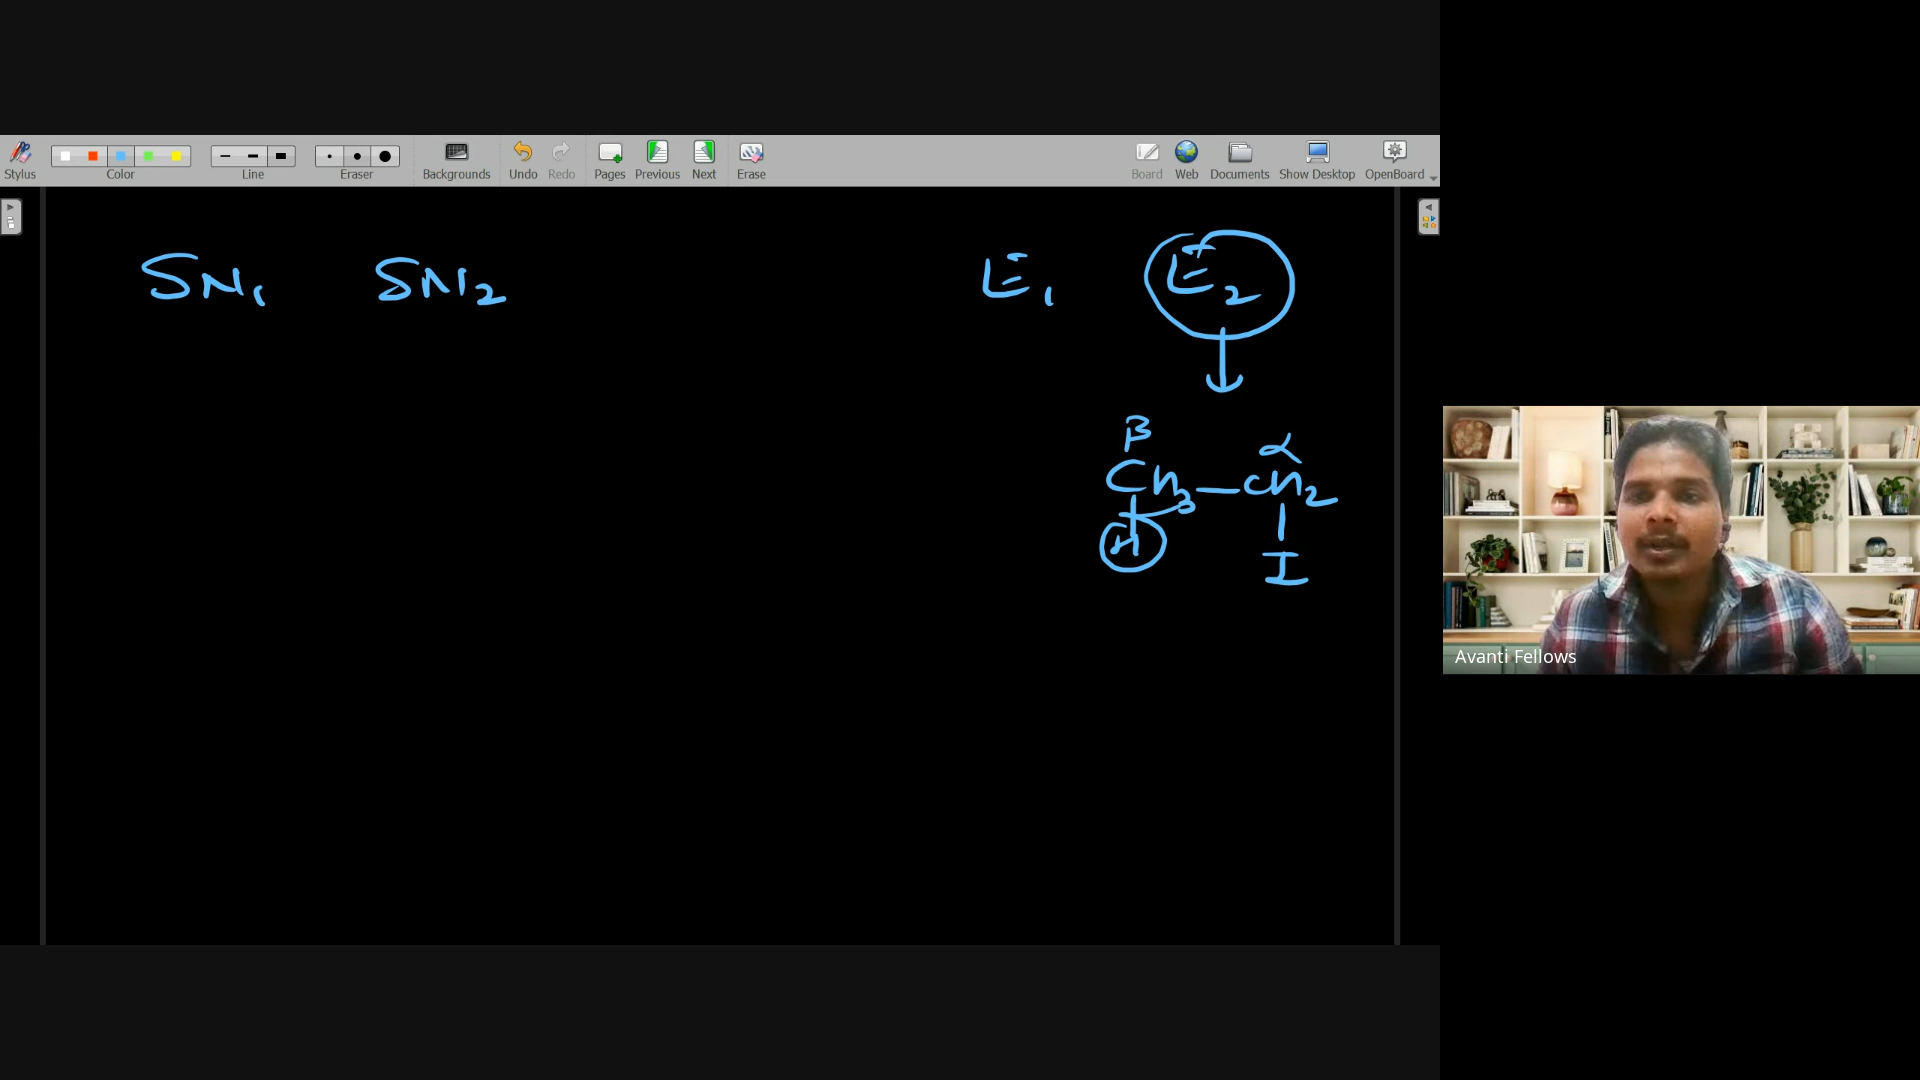 Stylus Color Line Eraser Backgrounds Undo Redo Pages Previous Next Erase Board Web Documents Show Desktop OpenBoard
SN1 SN2 E1 E2
β α
CH3—CH2
H I
Avanti Fellows